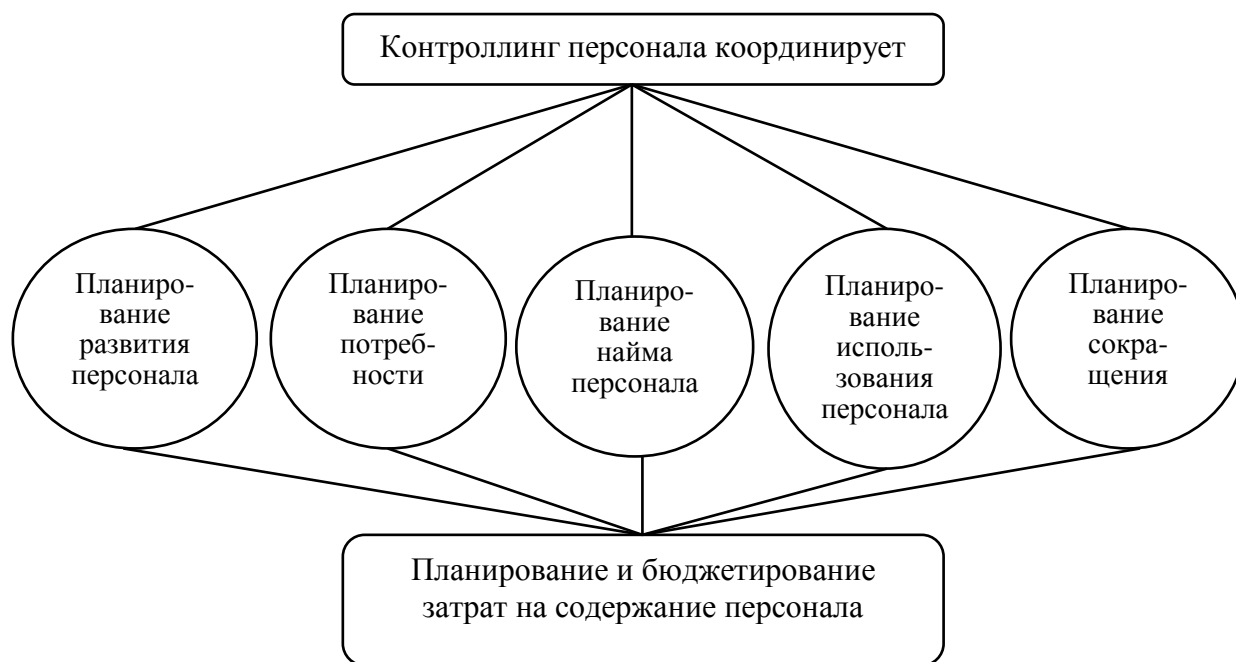 Контроллинг персонала координирует
Планиро-
вание
развития
персонала
Планиро-
вание
потреб-
ности
Планиро-
вание
найма
персонала
Планиро-
вание
исполь-
зования
персонала
Планиро-
вание
сокра-
щения
Планирование и бюджетирование
затрат на содержание персонала